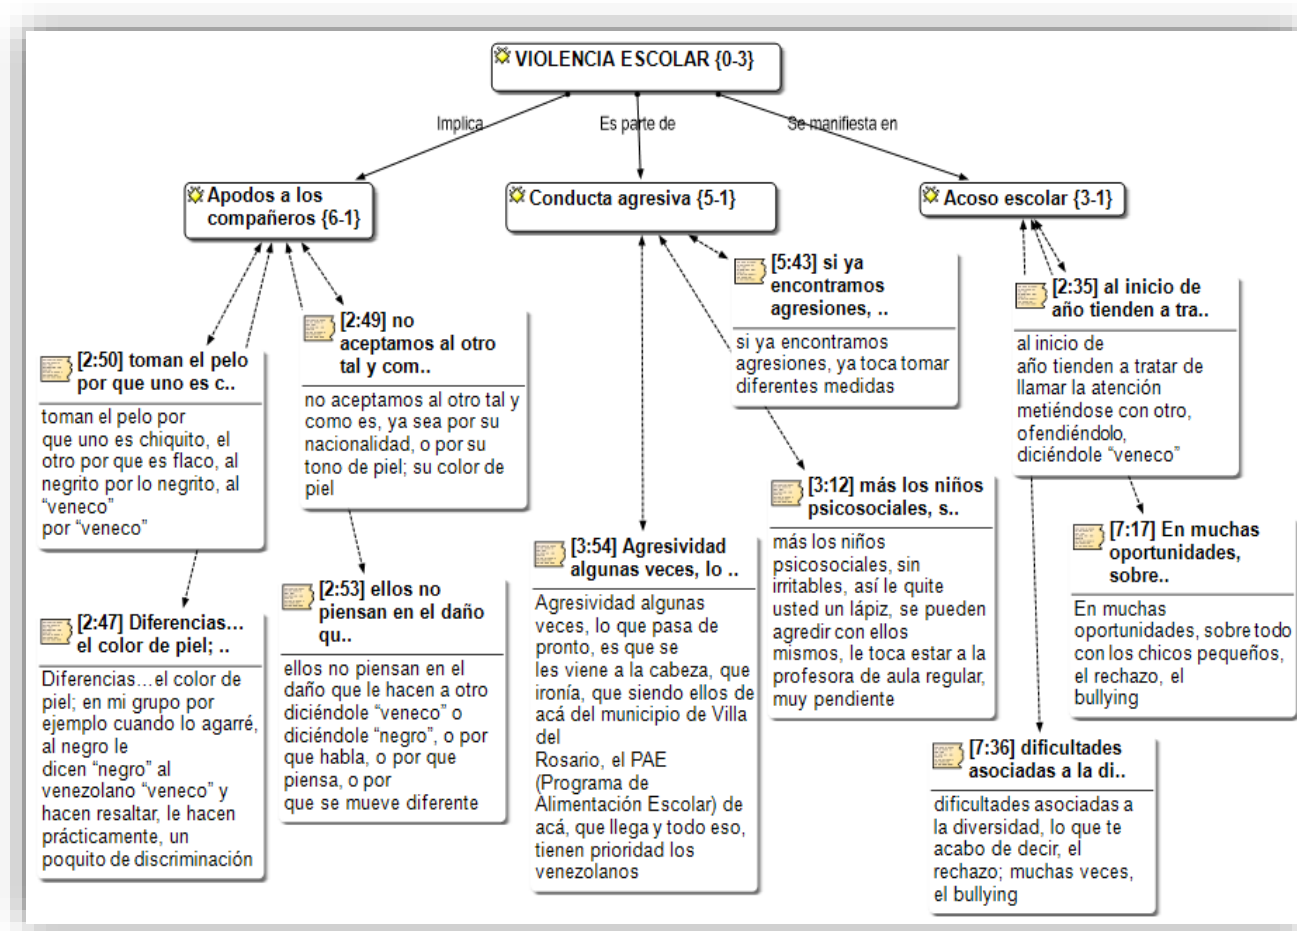 VIOLENCIA ESCOLAR {0-3}
Implica
Es parte de
Se manifiesta en
Apodos a los
compañeros {6-1}
Conducta agresiva {5-1}
Acoso escolar {3-1}
[2:50] toman el pelo
por que uno es c..
toman el pelo por
que uno es chiquito, el
otro por que es flaco, al
negrito por lo negrito, al
“veneco”
por “veneco”
[2:49] no
aceptamos al otro
tal y com..
no aceptamos al otro tal y
como es, ya sea por su
nacionalidad, o por su
tono de piel; su color de
piel
[2:47] Diferencias…
el color de piel; ..
Diferencias…el color de
piel; en mi grupo por
ejemplo cuando lo agarré,
al negro le
dicen “negro” al
venezolano “veneco” y
hacen resaltar, le hacen
prácticamente, un
poquito de discriminación
[2:53] ellos no
piensan en el daño
qu..
ellos no piensan en el
daño que le hacen a otro
diciéndole “veneco” o
diciéndole “negro”, o por
que habla, o por que
piensa, o por
que se mueve diferente
[3:54] Agresividad
algunas veces, lo ..
Agresividad algunas
veces, lo que pasa de
pronto, es que se
les viene a la cabeza, que
ironía, que siendo ellos de
acá del municipio de Villa
del
Rosario, el PAE
(Programa de
Alimentación Escolar) de
acá, que llega y todo eso,
tienen prioridad los
venezolanos
[5:43] si ya
encontramos
agresiones, ..
si ya encontramos
agresiones, ya toca tomar
diferentes medidas
[3:12] más los niños
psicosociales, s..
más los niños
psicosociales, sin
irritables, así le quite
usted un lápiz, se pueden
agredir con ellos
mismos, le toca estar a la
profesora de aula regular,
muy pendiente
[2:35] al inicio de
año tienden a tra..
al inicio de
año tienden a tratar de
llamar la atención
metiéndose con otro,
ofendiéndolo,
diciéndole “veneco”
[7:17] En muchas
oportunidades,
sobre..
En muchas
oportunidades, sobre todo
con los chicos pequeños,
el rechazo, el
bullying
[7:36] dificultades
asociadas a la di..
dificultades asociadas a
la diversidad, lo que te
acabo de decir, el
rechazo; muchas veces,
el bullying